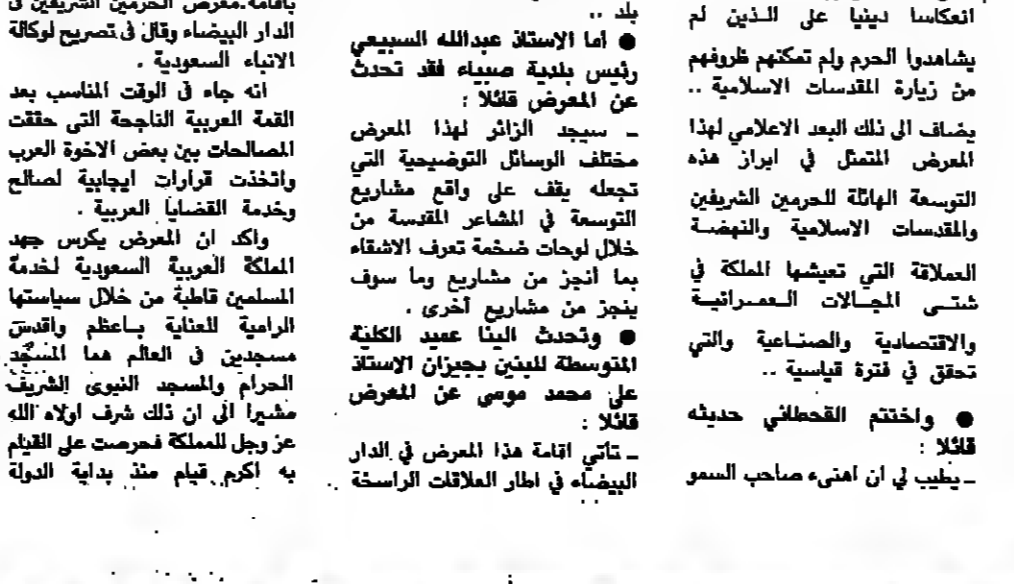 انعكاسا دينيا على الذين لم
يشاهدوا الحرم ولم تمكنهم ظروفهم
من زيارة المقدسات الاسلامية ..
يضاف الى ذلك البعد الاعلامي لهذا
المعرض المتمثل في ابراز هذه
التوسعة الهائلة للحرمين الشريفين
والمقدسات الاسلامية والنهضة
العملاقة التي تعيشها المملكة في
شتى المجالات العمرانية
والاقتصادية والصناعية والتي
تحقق في فترة قياسية ..
● واختتم القحطاني حديثه
قائلا :
ـ يطيب لي ان اهنىء صاحب السمو
بلد ..
● أما الاستاذ عبدالله السبيعي
رئيس بلدية صبياء فقد تحدث
عن المعرض قائلا :
ـ سيجد الزائر لهذا المعرض
مختلف الوسائل التوضيحية التي
تجعله يقف على واقع مشاريع
التوسعة في المشاعر المقدسة من
خلال لوحات ضخمة تعرف الاشقاء
بما أنجز من مشاريع وما سوف
ينجز من مشاريع أخرى .
● وتحدث الينا عميد الكلية
المتوسطة للبنين بجيزان الاستاذ
علي محمد موسى عن المعرض
قائلا :
ـ تأتي اقامة هذا المعرض في الدار
البيضاء في اطار العلاقات الراسخة
باقامة معرض الحرمين الشريفين فى
الدار البيضاء وقال فى تصريح لوكالة
الانباء السعودية .
انه جاء فى الوقت المناسب بعد
القمة العربية الناجحة التى حققت
المصالحات بين بعض الاخوة العرب
واتخذت قرارات ايجابية لصالح
وخدمة القضايا العربية .
واكد ان المعرض يكرس جهد
المملكة العربية السعودية لخدمة
المسلمين قاطبة من خلال سياستها
الرامية للعناية باعظم واقدس
مسجدين فى العالم هما المسجد
الحرام والمسجد النبوى الشريف
مشيرا الى ان ذلك شرف اولاه الله
عز وجل للمملكة فحرصت على القيام
به اكرم قيام منذ بداية الدولة